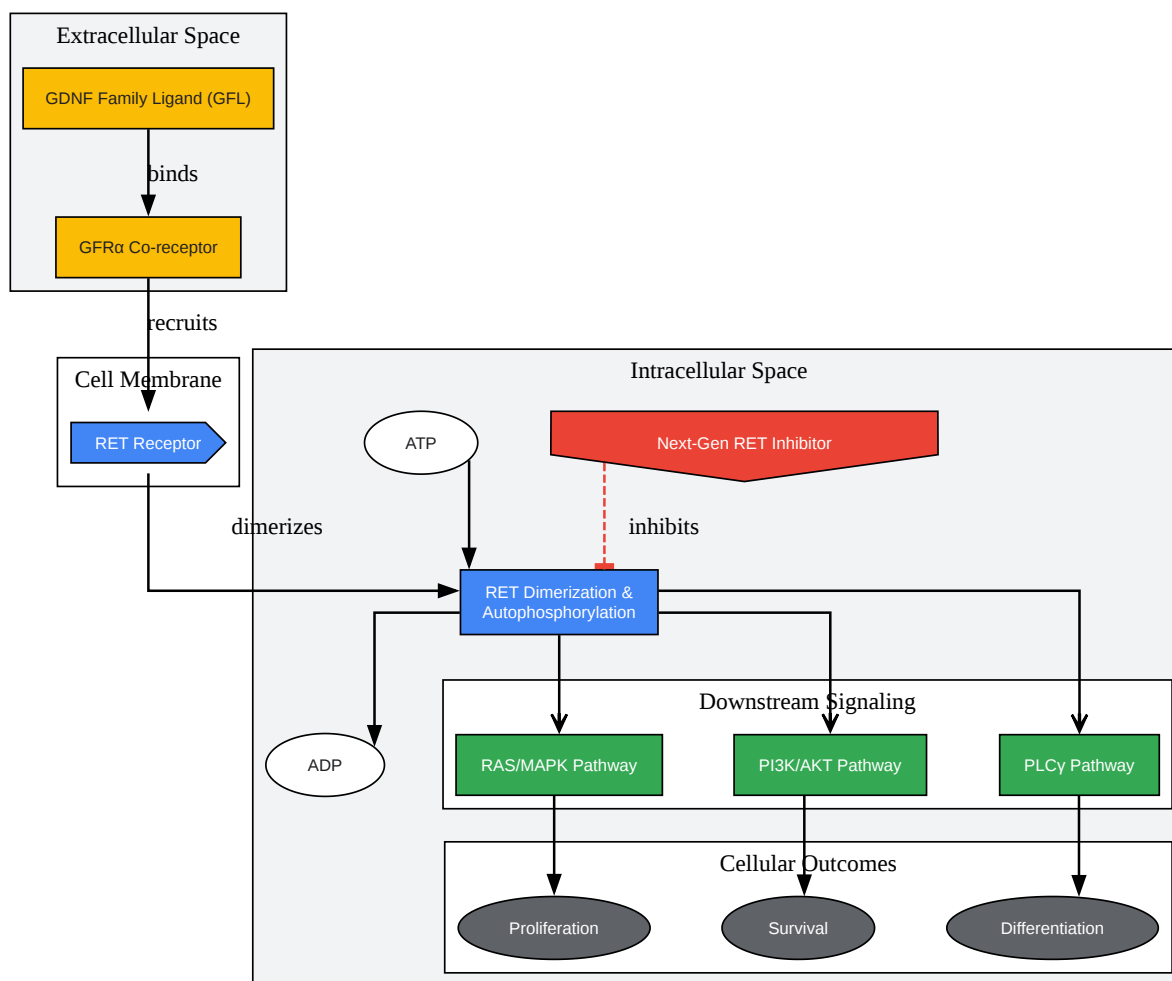 Extracellular Space
GDNF Family Ligand (GFL)
binds
GFRα Co-receptor
recruits
Cell Membrane
RET Receptor
dimerizes
Intracellular Space
ATP
Next-Gen RET Inhibitor
inhibits
RET Dimerization &
Autophosphorylation
ADP
Downstream Signaling
RAS/MAPK Pathway
PI3K/AKT Pathway
PLCγ Pathway
Cellular Outcomes
Proliferation
Survival
Differentiation